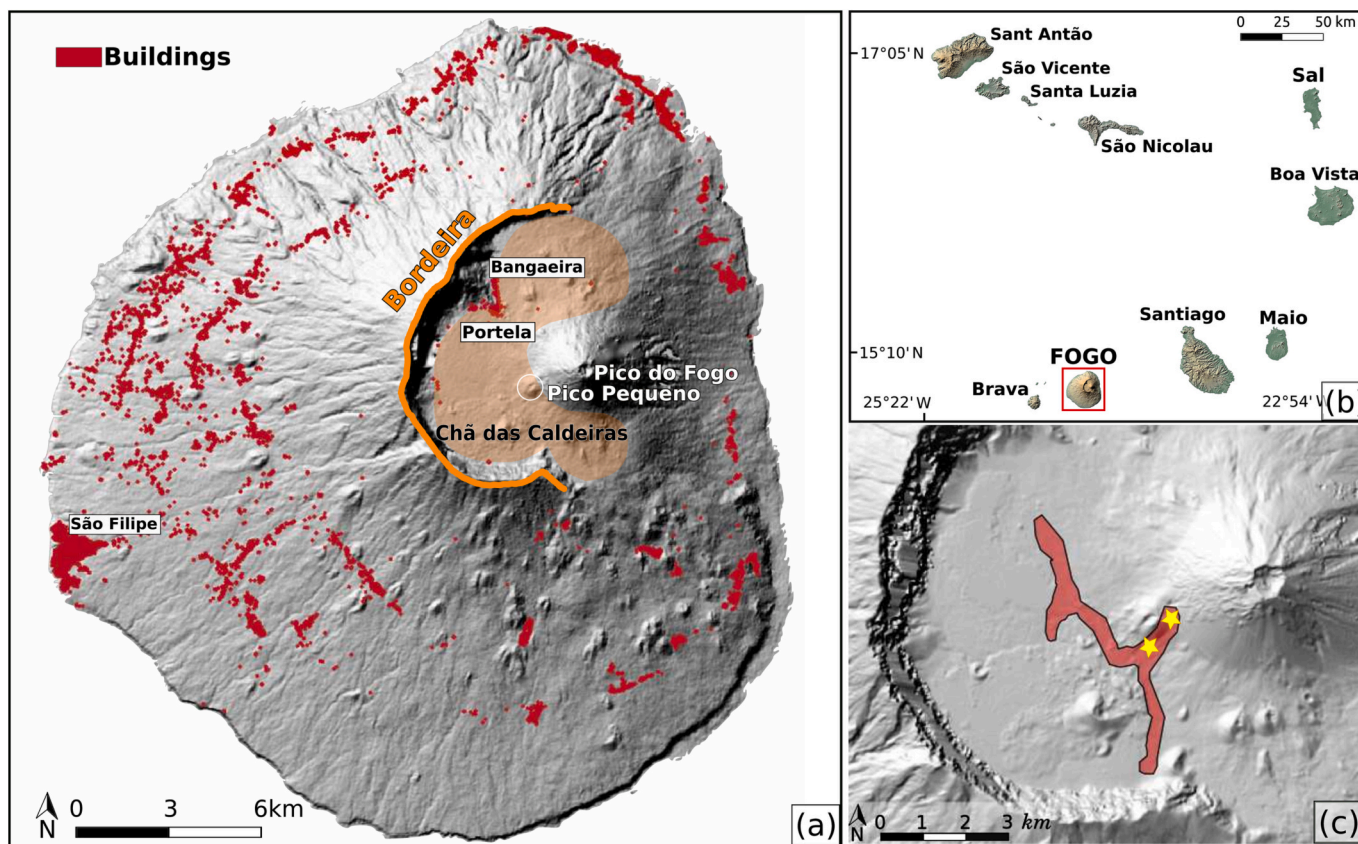 Buildings
Bordeira
Bangaeira
Portela
Pico do Fogo
Pico Pequeno
Chã das Caldeiras
São Filipe
N
0 3 6km
(a)
0 25 50 km
17°05' N
Sant Antão
São Vicente
Santa Luzia
São Nicolau
Sal
Boa Vista
Santiago
Maio
15°10' N
FOGO
Brava
25°22' W
22°54' W
(b)
N
0 1 2 3 km
(c)